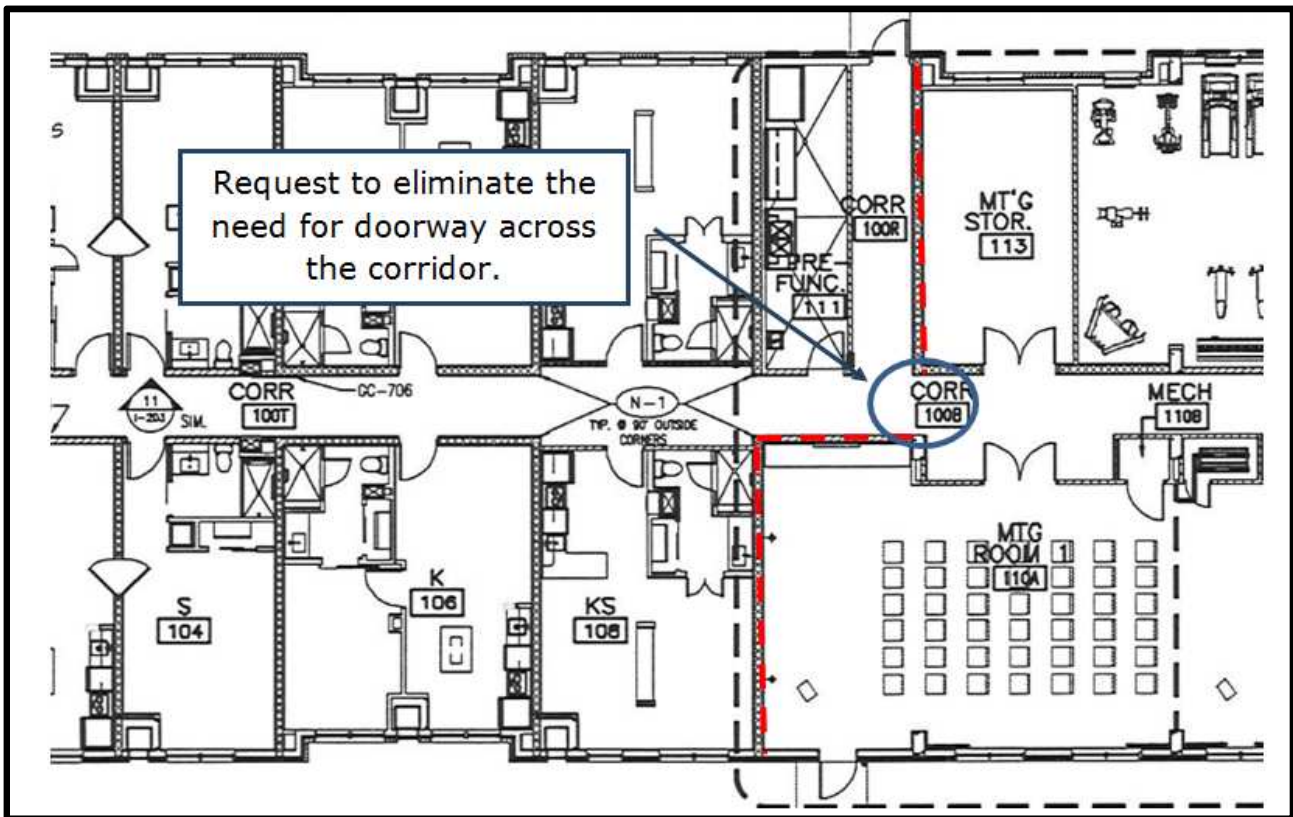 S
Request to eliminate the
need for doorway across
the corridor.
CORR
100R
MT'G
STOR.
113
PRE-
FUNC.
111
11
I-203
SIM.
CORR
100T
GC-706
N-1
TYP. @ 90° OUTSIDE
CORNERS
CORR
100B
MECH
110B
S
104
K
106
KS
108
MTG
ROOM 1
110A